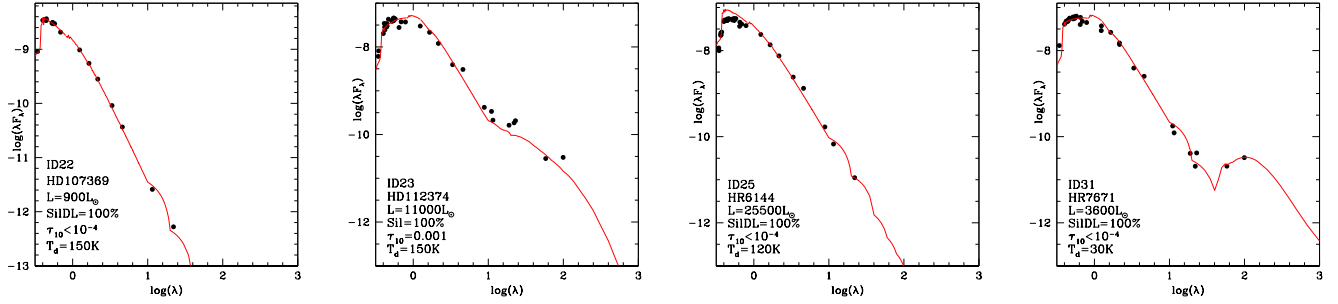 -8
-9
-10
-11
-12
-13
log(λF_λ)
ID22
HD107369
L=900L_⊙
SilDL=100%
τ_10<10^-4
T_d=150K
0 1 2 3
log(λ)
-8
-10
-12
log(λF_λ)
ID23
HD112374
L=11000L_⊙
Sil=100%
τ_10=0.001
T_d=150K
0 1 2 3
log(λ)
-8
-10
-12
log(λF_λ)
ID25
HR6144
L=25500L_⊙
SilDL=100%
τ_10<10^-4
T_d=120K
0 1 2 3
log(λ)
-8
-10
-12
log(λF_λ)
ID31
HR7671
L=3600L_⊙
SilDL=100%
τ_10<10^-4
T_d=30K
0 1 2 3
log(λ)